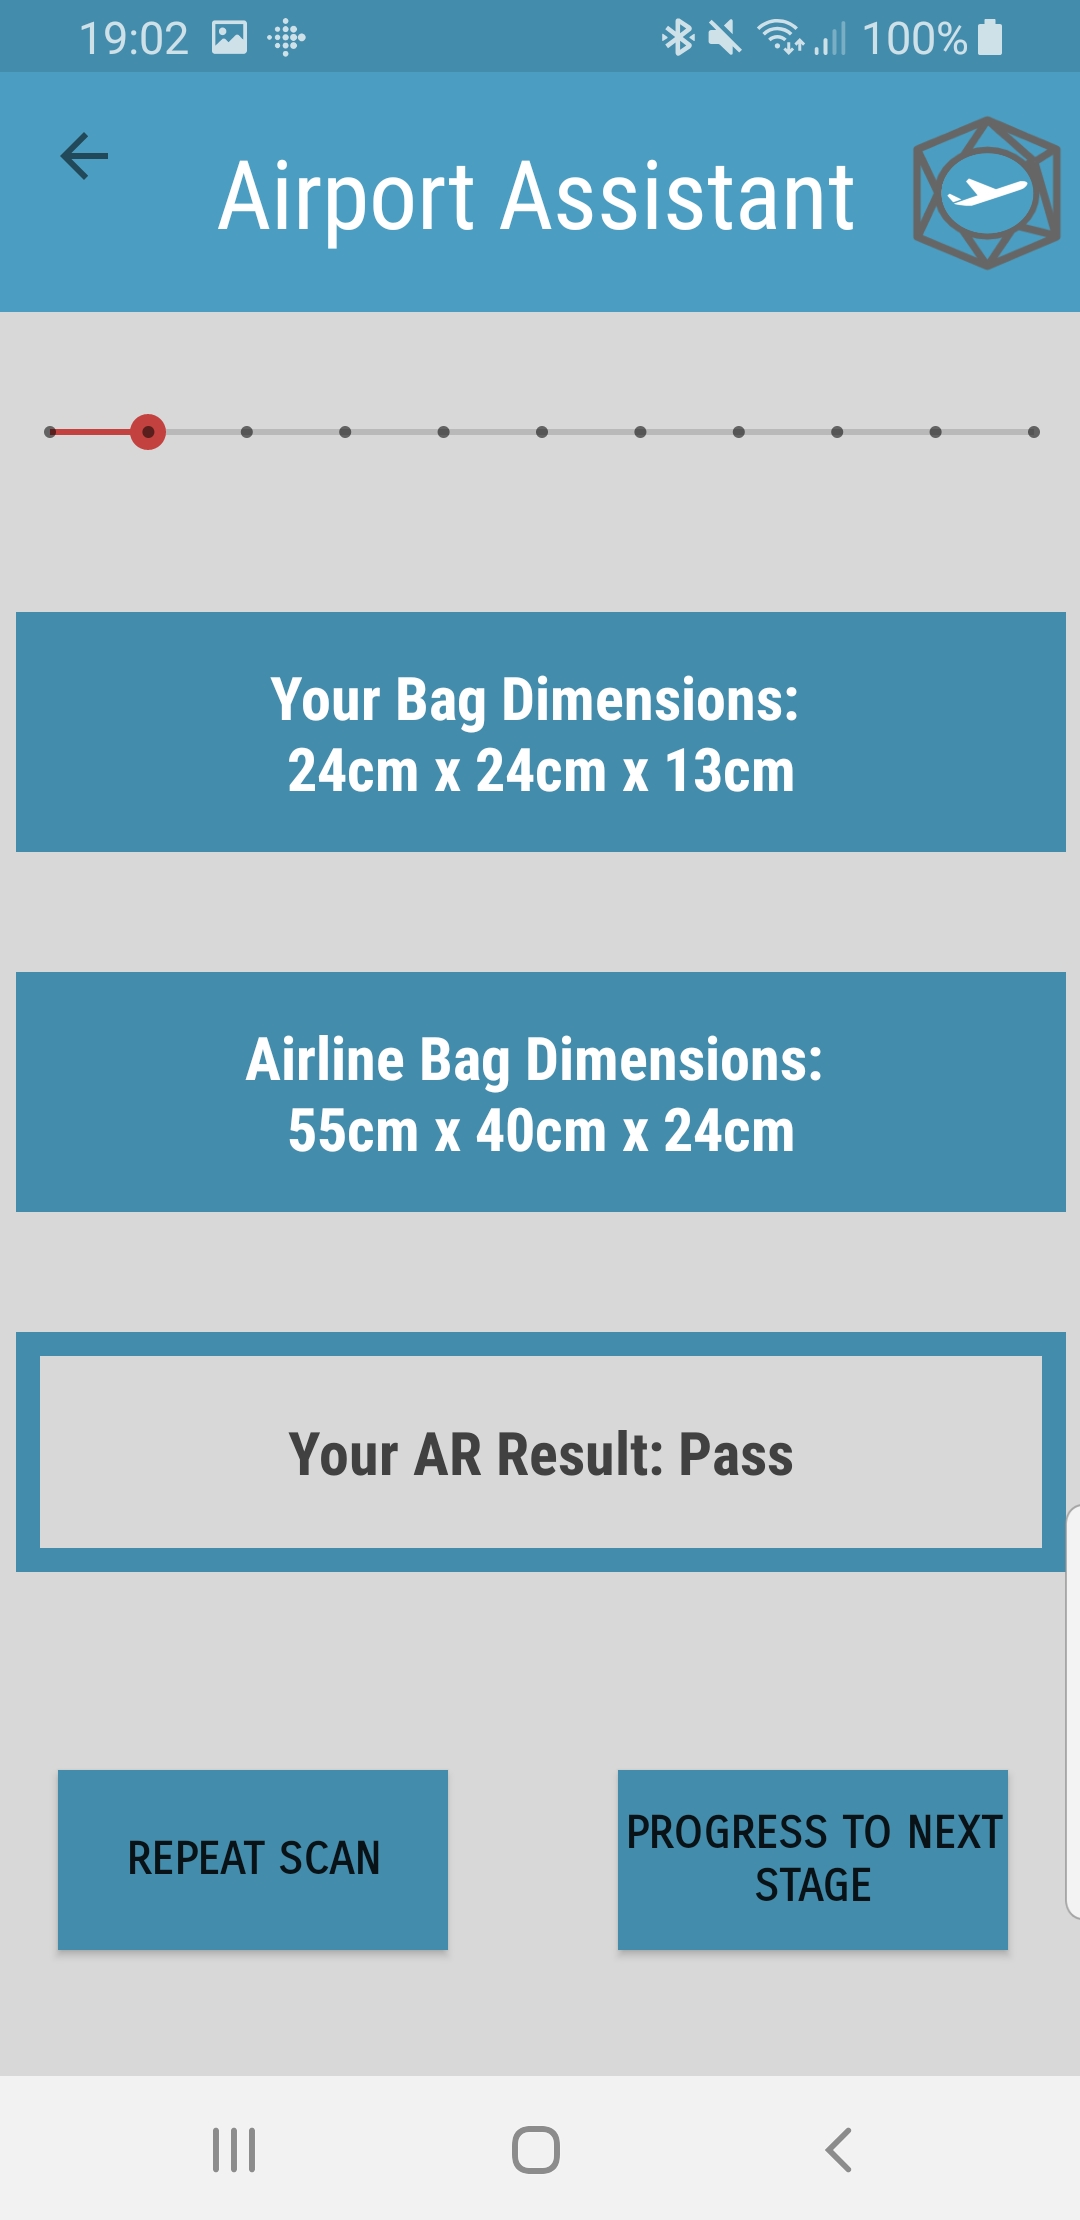 19:02
100%
Airport Assistant
Your Bag Dimensions:
24cm x 24cm x 13cm
Airline Bag Dimensions:
55cm x 40cm x 24cm
Your AR Result: Pass
REPEAT SCAN
PROGRESS TO NEXT
STAGE